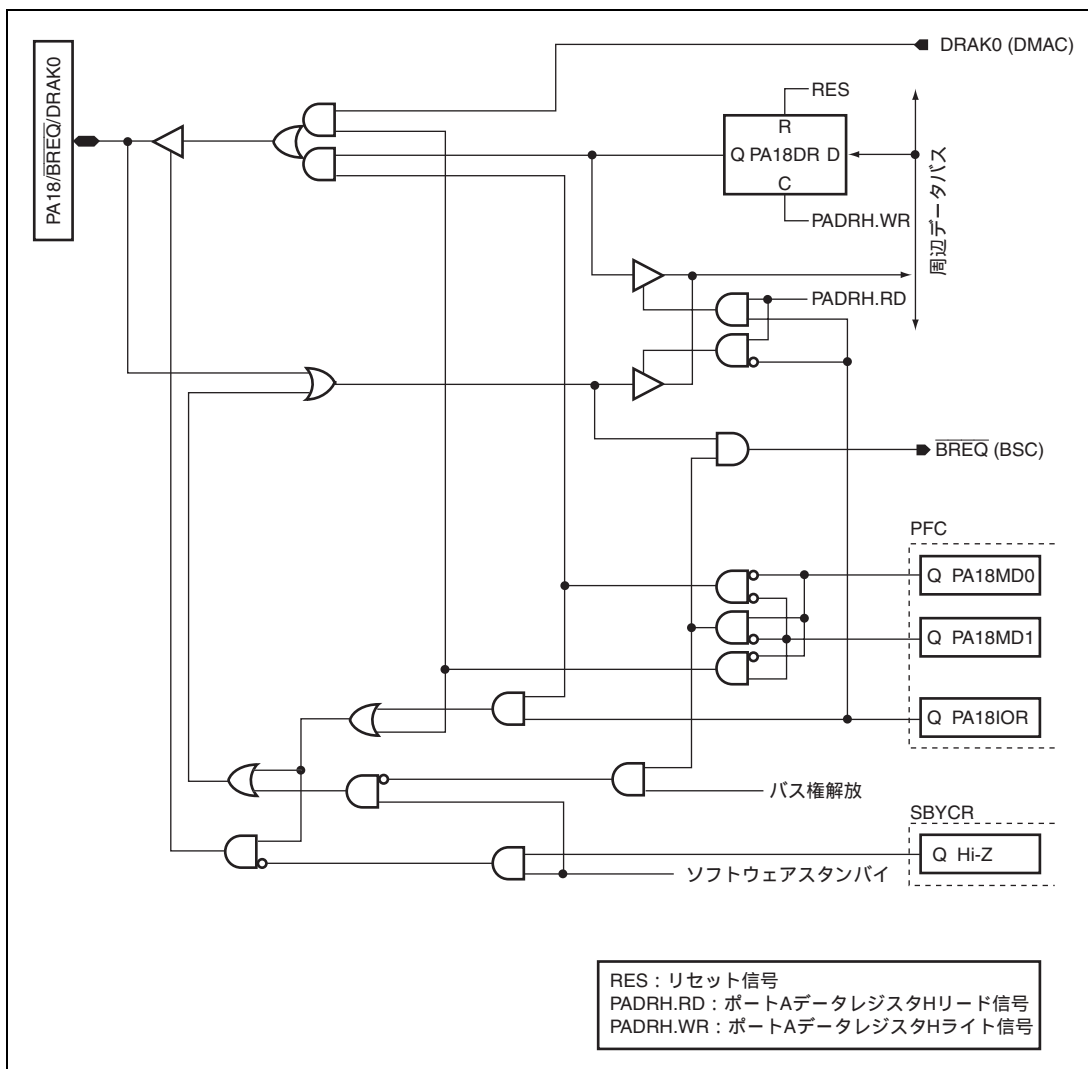 PA18/BREQ/DRAK0
DRAK0 (DMAC)
RES
R
Q PA18DR D
C
PADRH.WR
周辺データバス
PADRH.RD
BREQ (BSC)
PFC
Q PA18MD0
Q PA18MD1
Q PA18IOR
バス権解放
SBYCR
Q Hi-Z
ソフトウェアスタンバイ
RES：リセット信号
PADRH.RD：ポートAデータレジスタHリード信号
PADRH.WR：ポートAデータレジスタHライト信号